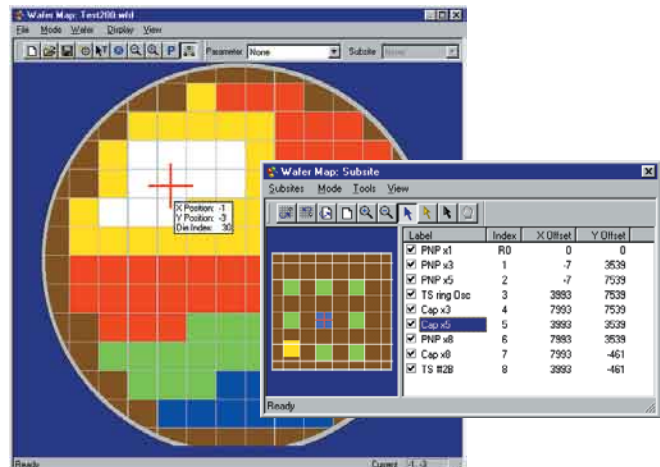 Wafer Map: Test200.wfd
File Mode Wafer Display View
P Parameter None Subsite None
X Position: -1
Y Position: -3
Die Index: 30
Ready Current -1, -3
Wafer Map: Subsite
Subsites Mode Tools View
Label Index X Offset Y Offset
PNP x1 R0 0 0
PNP x3 1 -7 3539
PNP x5 2 -7 7539
TS ring Osc 3 3993 7539
Cap x3 4 7993 7539
Cap x5 5 3993 3539
PNP x8 6 7993 3539
Cap x8 7 7993 -461
TS #2B 8 3993 -461
Ready